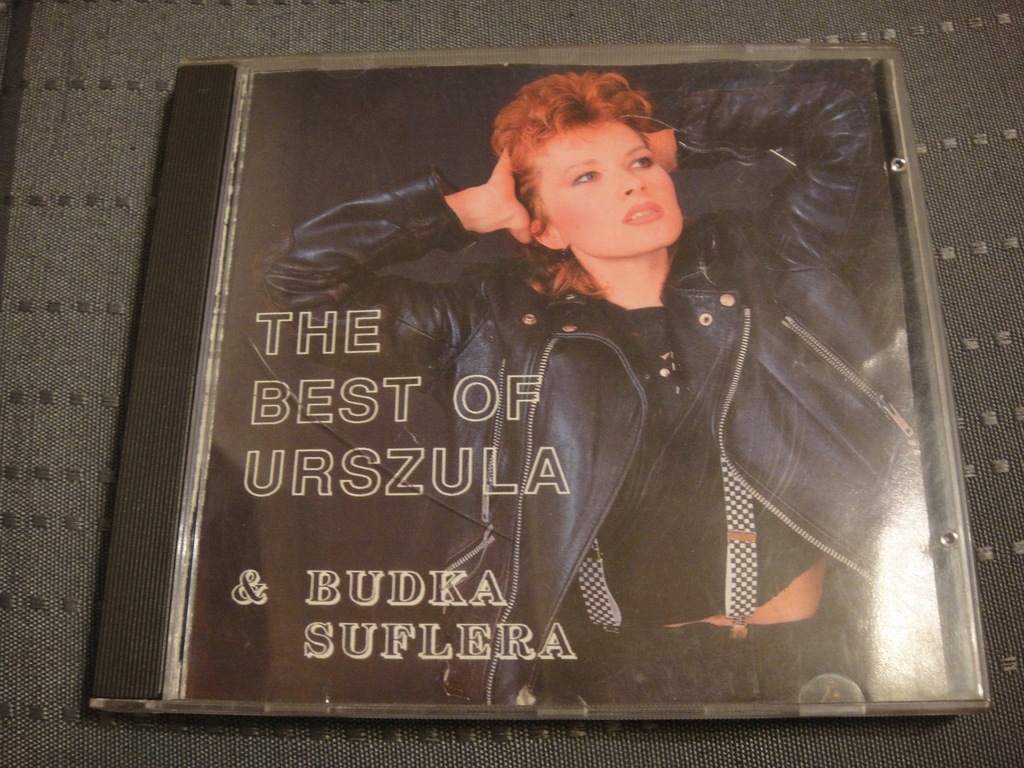 THE
BEST OF
URSZULA
& BUDKA
SUFLERA